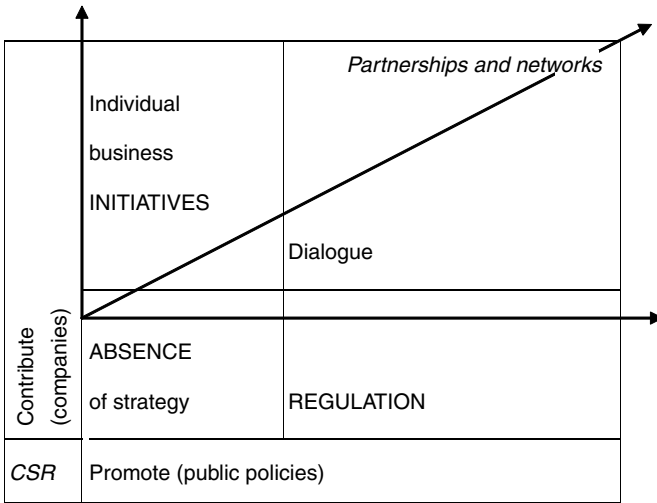 Partnerships and networks
Individual
business
INITIATIVES
Dialogue
Contribute
(companies)
ABSENCE
of strategy
REGULATION
CSR
Promote (public policies)